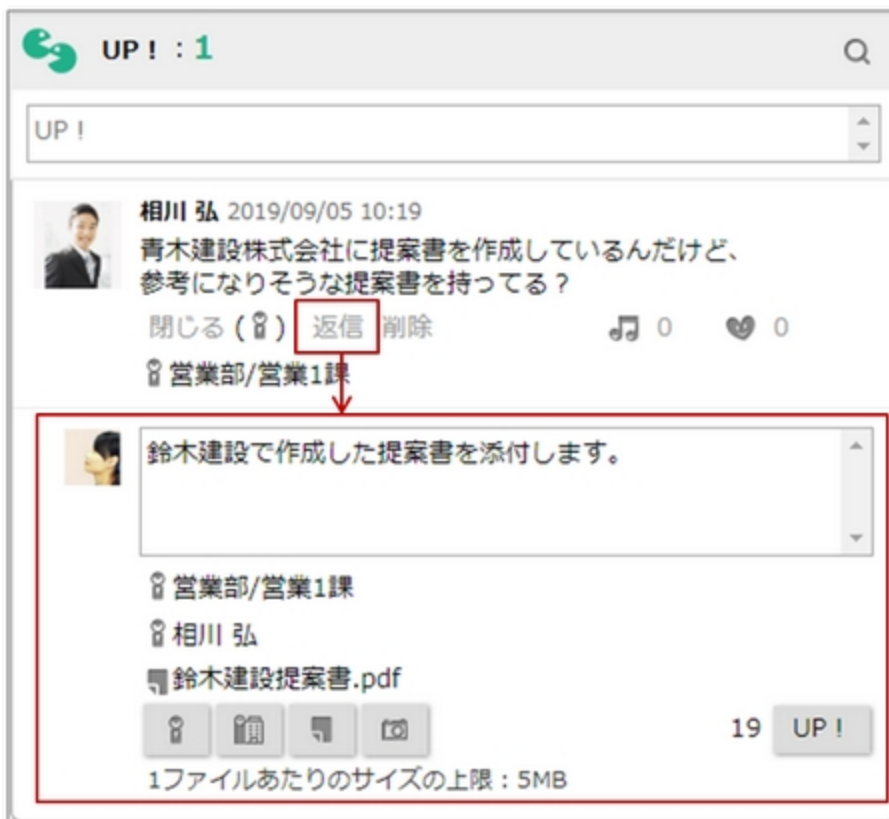 UP！：1
UP！
相川 弘 2019/09/05 10:19
青木建設株式会社に提案書を作成しているんだけど、
参考になりそうな提案書を持ってる？
閉じる ( ) 返信 削除 0 0
営業部/営業1課
鈴木建設で作成した提案書を添付します。
営業部/営業1課
相川 弘
鈴木建設提案書.pdf
19 UP！
1ファイルあたりのサイズの上限：5MB